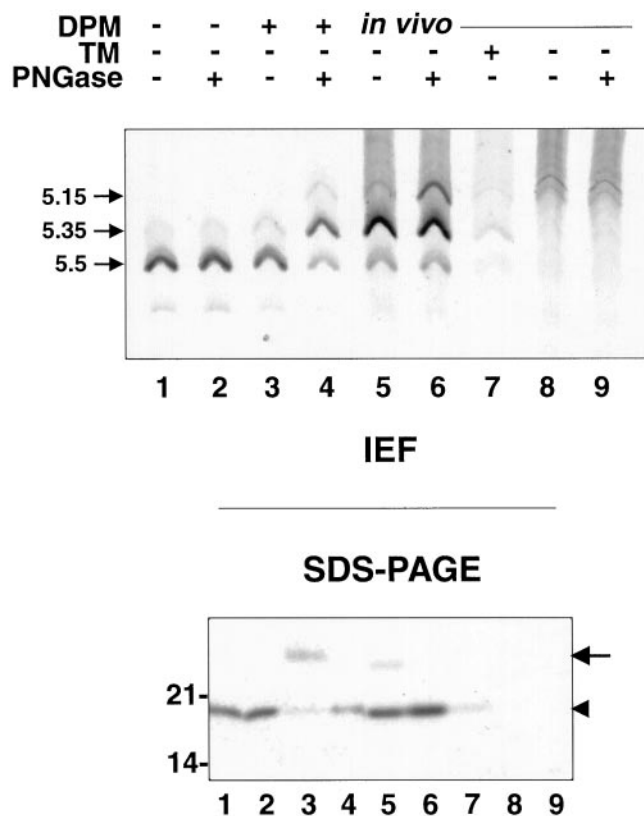 DPM - - + + in vivo
TM + - -
PNGase - + - + - + - - +
5.15
5.35
5.5
1 2 3 4 5 6 7 8 9
IEF
SDS-PAGE
21-
14-
1 2 3 4 5 6 7 8 9